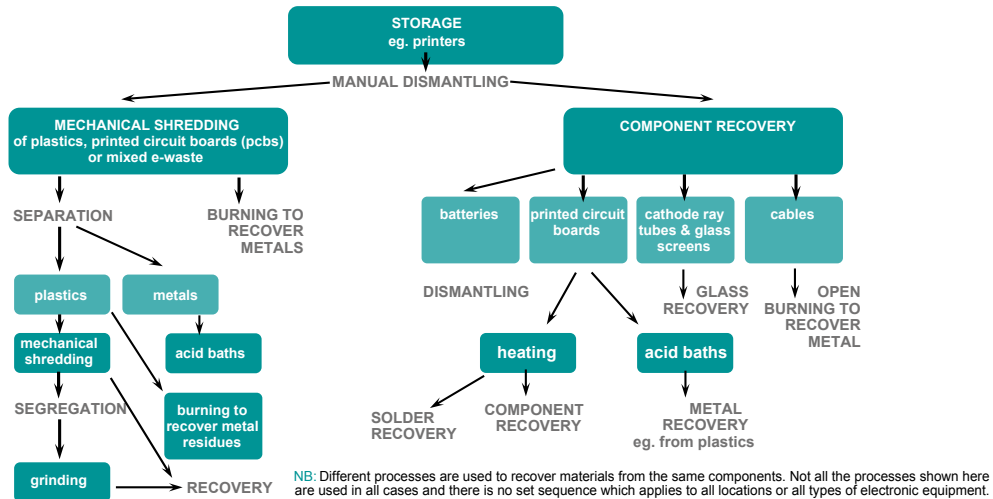 STORAGE
eg. printers
MANUAL DISMANTLING
MECHANICAL SHREDDING
of plastics, printed circuit boards (pcbs)
or mixed e-waste
COMPONENT RECOVERY
SEPARATION
BURNING TO
RECOVER
METALS
batteries
printed circuit
boards
cathode ray
tubes & glass
screens
cables
plastics
metals
DISMANTLING
GLASS
RECOVERY
OPEN
BURNING TO
RECOVER
METAL
mechanical
shredding
acid baths
heating
acid baths
SEGREGATION
burning to
recover metal
residues
SOLDER
RECOVERY
COMPONENT
RECOVERY
METAL
RECOVERY
eg. from plastics
grinding
RECOVERY
NB: Different processes are used to recover materials from the same components. Not all the processes shown here
are used in all cases and there is no set sequence which applies to all locations or all types of electronic equipment.